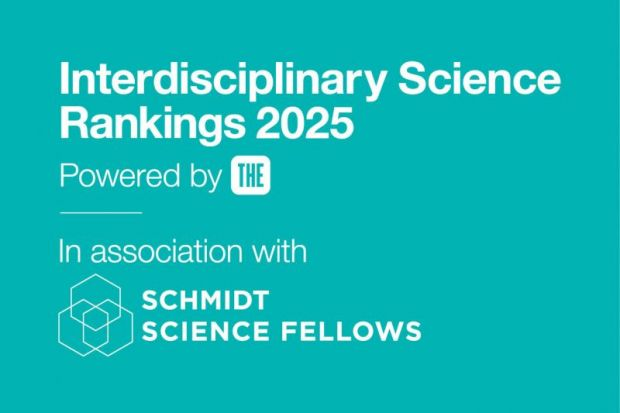 Interdisciplinary Science
Rankings 2025
Powered by THE
In association with
SCHMIDT
SCIENCE FELLOWS